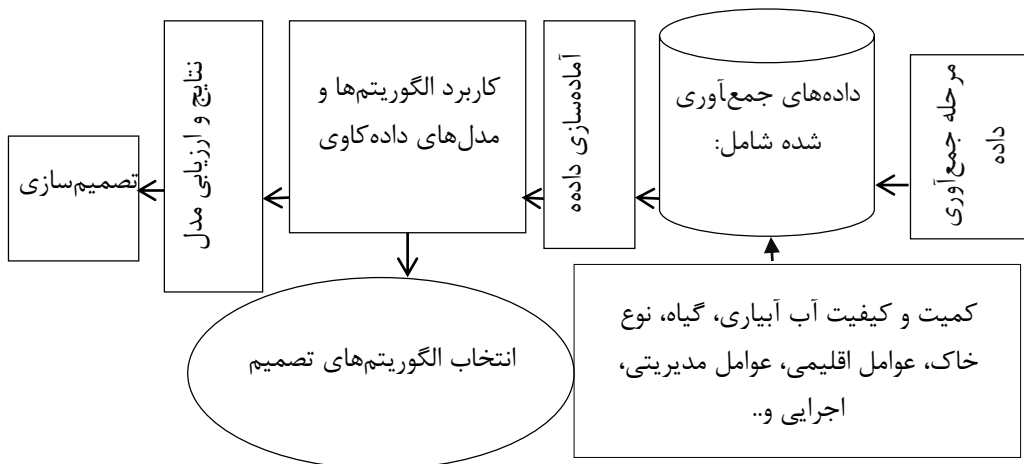 مرحله جمع‌آوری
داده
داده‌های جمع‌آوری
شده شامل:
آماده‌سازی دادهه
کاربرد الگوریتم‌ها و
مدل‌های داده‌کاوی
نتایج و ارزیابی مدل
تصمیم‌سازی
انتخاب الگوریتم‌های تصمیم
کمیت و کیفیت آب آبیاری، گیاه، نوع
خاک، عوامل اقلیمی، عوامل مدیریتی،
اجرایی و..